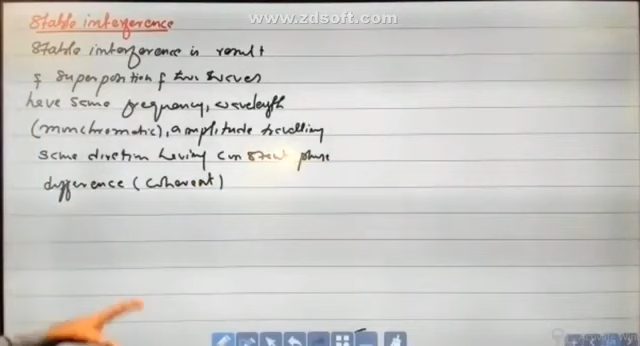 www.zdsoft.com
Stable interference
Stable interference is result
of superposition of two waves
have same frequency, wavelength
(monochromatic), amplitude travelling
same direction having constant phase
difference (coherent)